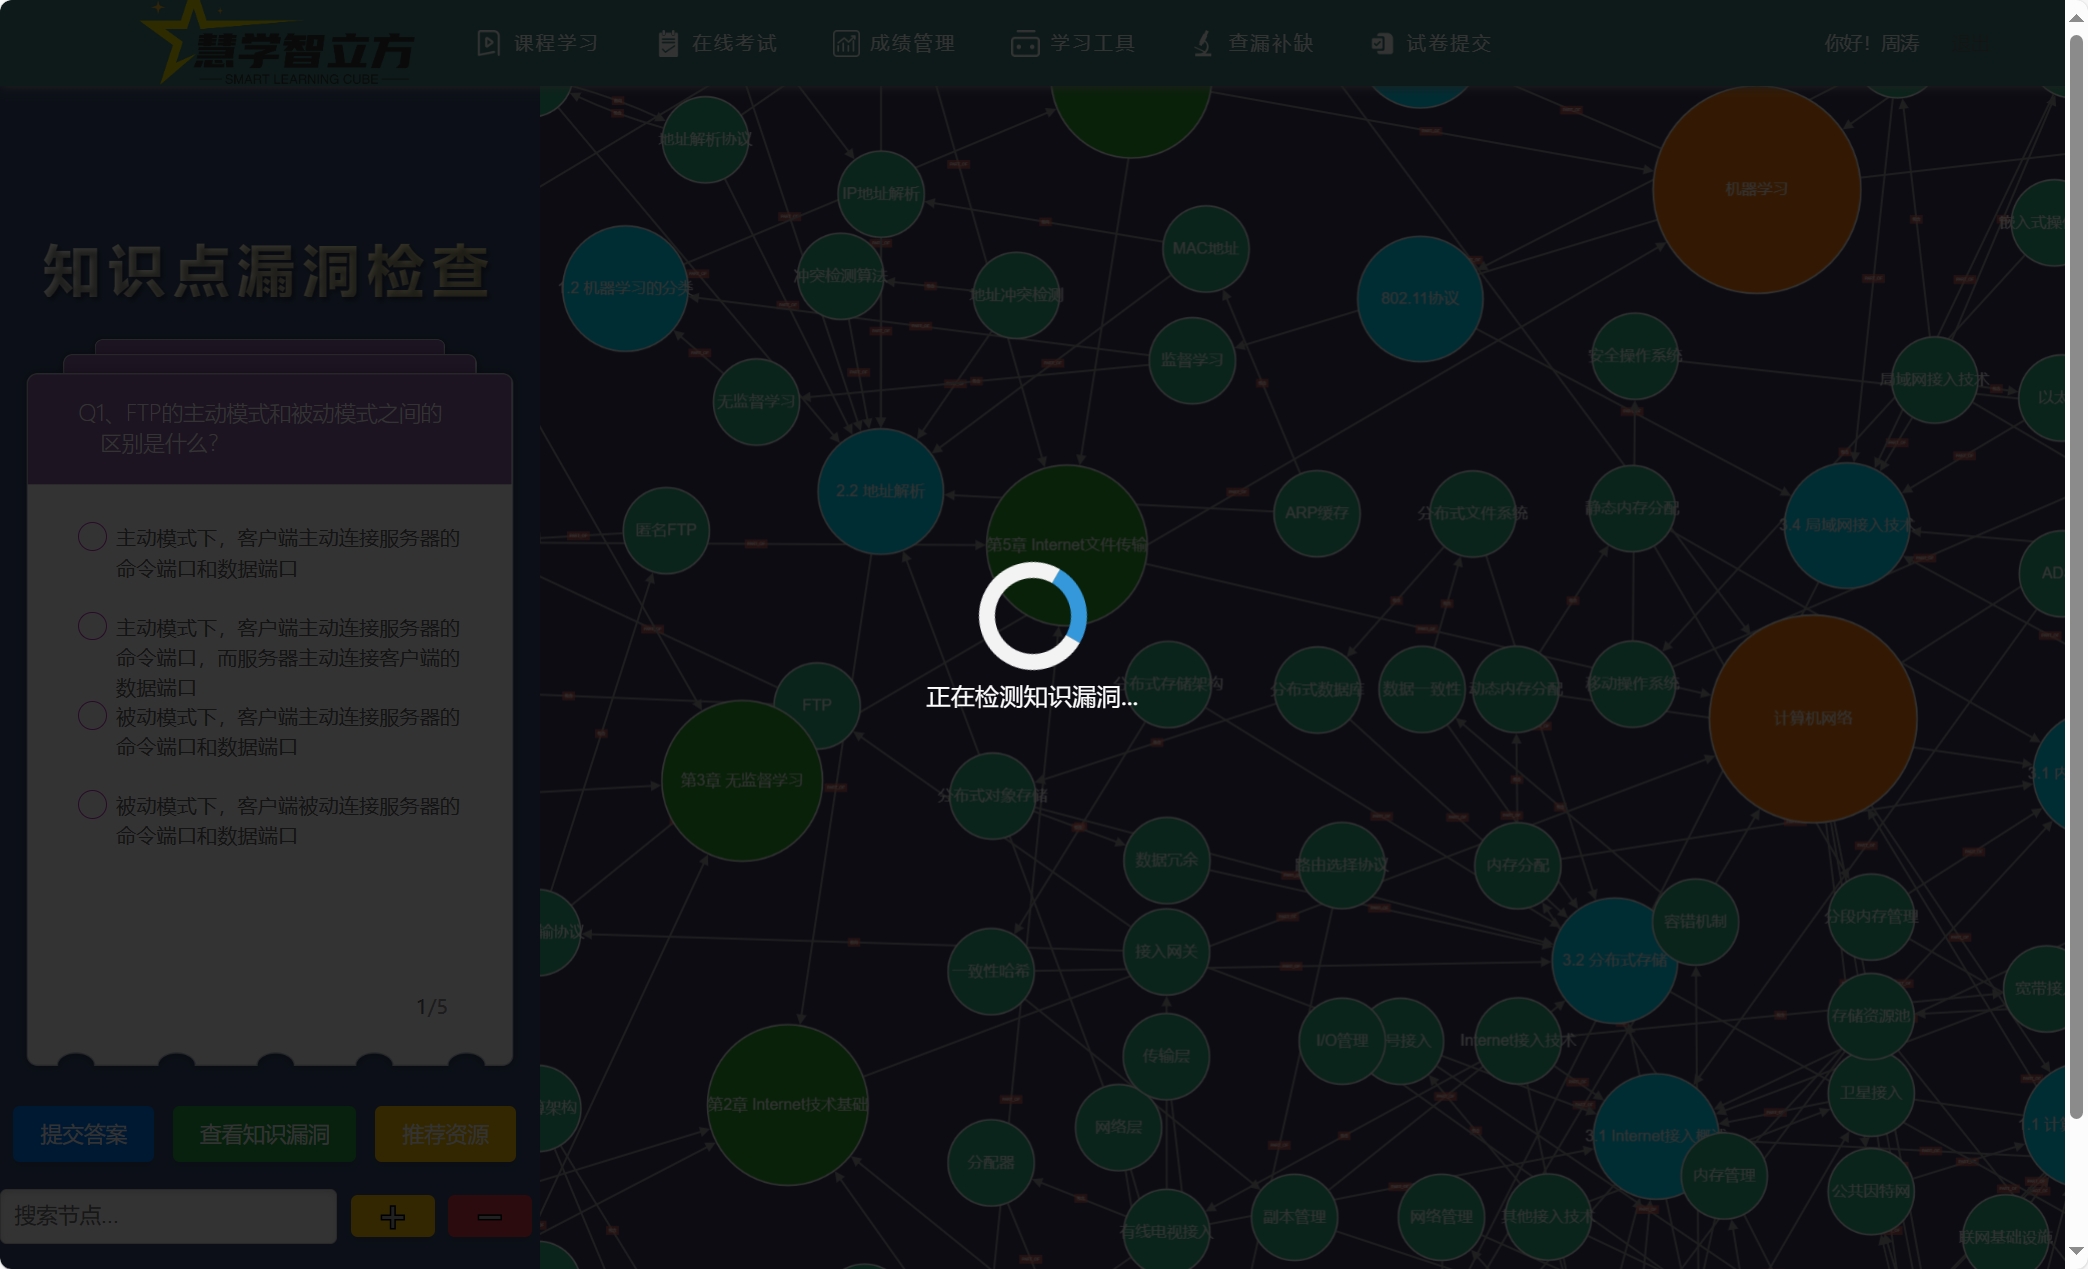 慧学智立方
SMART LEARNING CUBE
课程学习
在线考试
成绩管理
学习工具
查漏补缺
试卷提交
你好！周涛
知识点漏洞检查
Q1、FTP的主动模式和被动模式之间的
区别是什么?
主动模式下，客户端主动连接服务器的
命令端口和数据端口
主动模式下，客户端主动连接服务器的
命令端口，而服务器主动连接客户端的
数据端口
被动模式下，客户端主动连接服务器的
命令端口和数据端口
被动模式下，客户端被动连接服务器的
命令端口和数据端口
1/5
提交答案
查看知识漏洞
推荐资源
搜索节点...
正在检测知识漏洞...
地址解析协议
IP地址解析
机器学习
MAC地址
冲突检测算法
地址冲突检测
1.2 机器学习的分类
802.11协议
监督学习
安全操作系统
局域网接入技术
无监督学习
2.2 地址解析
匿名FTP
第5章 Internet文件传输
ARP缓存
分布式文件系统
静态内存分配
3.4 局域网接入技术
分布式存储架构
分布式数据库
数据一致性
动态内存分配
移动操作系统
FTP
计算机网络
第3章 无监督学习
分布式对象存储
数据冗余
路由选择协议
内存分配
输协议
接入网关
一致性哈希
3.2 分布式存储
容错机制
分段内存管理
存储资源池
I/O管理
号接入
Internet接入技术
传输层
卫星接入
第2章 Internet技术基础
网络层
分配器
内存管理
公共因特网
有线电视接入
副本管理
网络管理
其他接入技术
联网基础设施